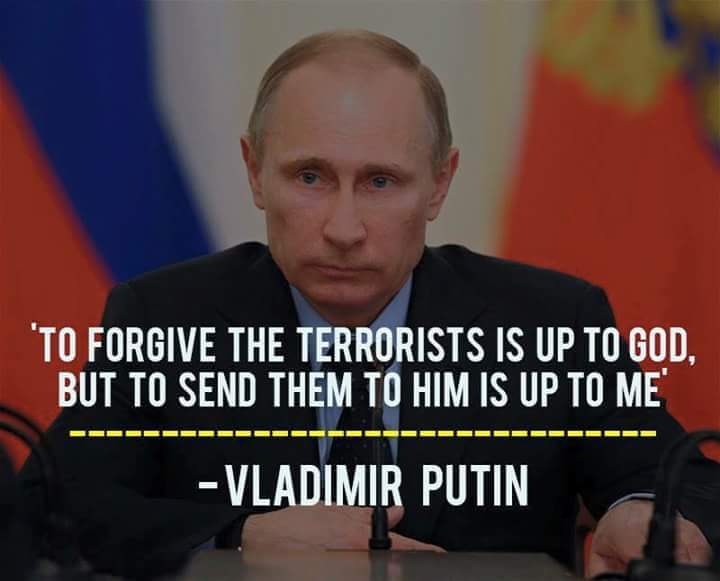 'TO FORGIVE THE TERRORISTS IS UP TO GOD,
BUT TO SEND THEM TO HIM IS UP TO ME'
- VLADIMIR PUTIN